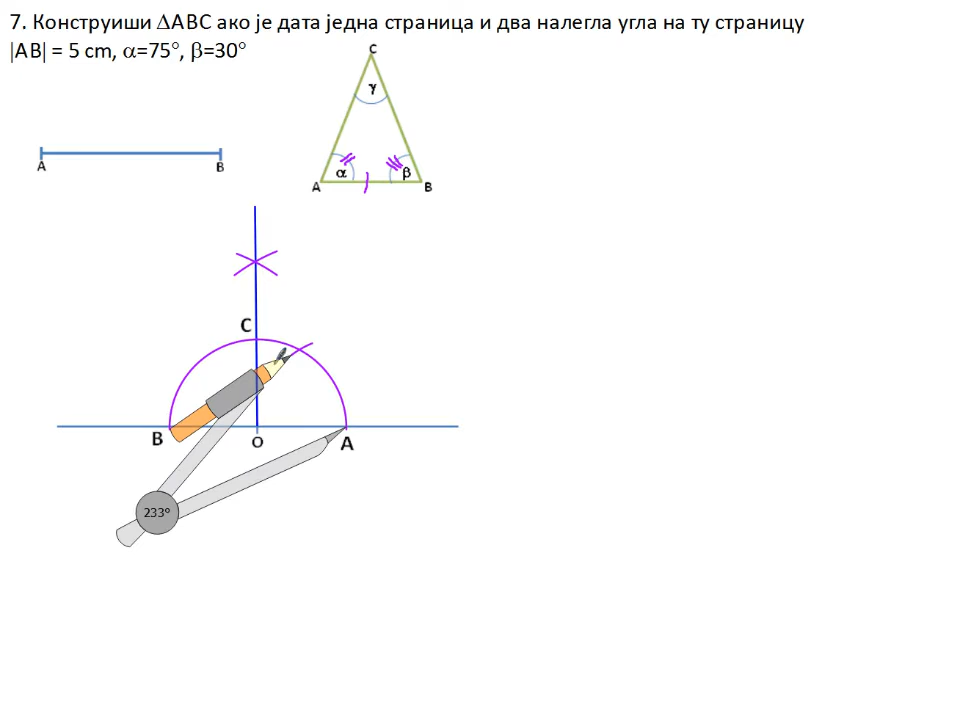 7. Конструиши ∆ABC ако је дата једна страница и два налегла угла на ту страницу
|AB| = 5 cm, α=75°, β=30°
C
γ
A
B
α
β
A
B
C
B
O
A
233°